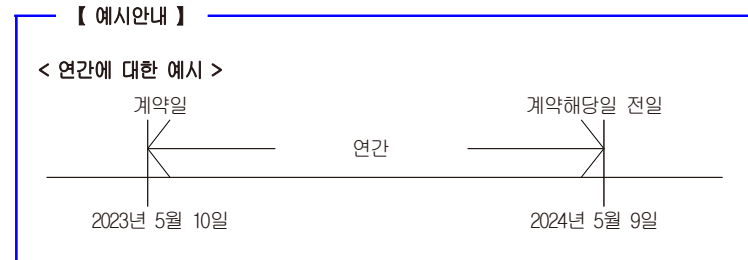 【 예시안내 】
< 연간에 대한 예시 >
계약일 계약해당일 전일
연간
2023년 5월 10일 2024년 5월 9일